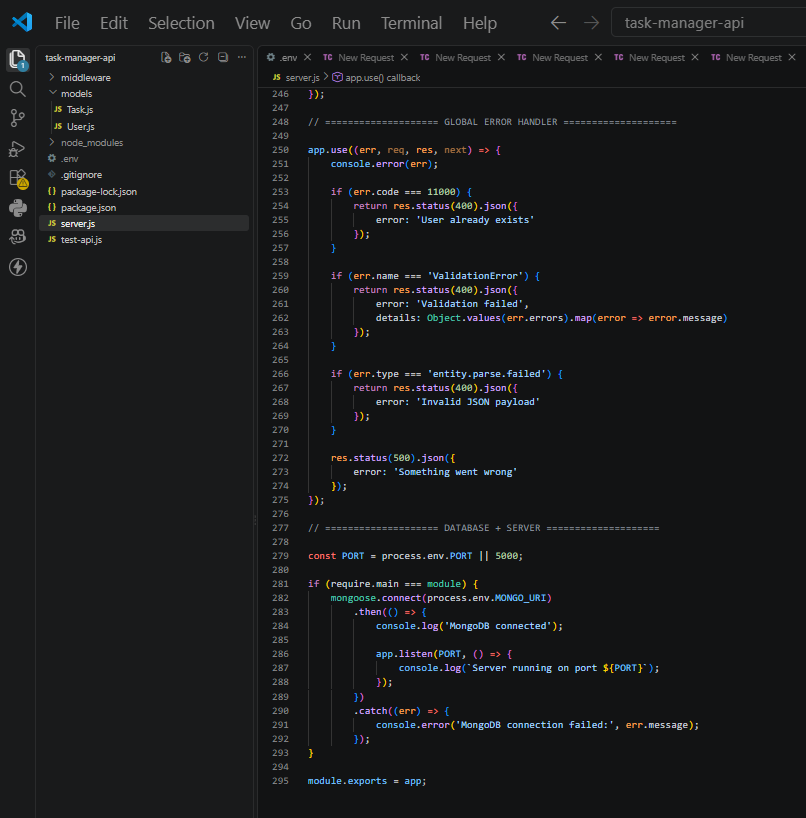 File Edit Selection View Go Run Terminal Help task-manager-api
task-manager-api
middleware
models
JS Task.js
JS User.js
node_modules
.env
.gitignore
{} package-lock.json
{} package.json
JS server.js
JS test-api.js
1
.env TC New Request TC New Request TC New Request TC New Request TC New Request
JS server.js > app.use() callback
246 });
247
248 // ==================== GLOBAL ERROR HANDLER ====================
249
250 app.use((err, req, res, next) => {
251     console.error(err);
252
253     if (err.code === 11000) {
254         return res.status(400).json({
255             error: 'User already exists'
256         });
257     }
258
259     if (err.name === 'ValidationError') {
260         return res.status(400).json({
261             error: 'Validation failed',
262             details: Object.values(err.errors).map(error => error.message)
263         });
264     }
265
266     if (err.type === 'entity.parse.failed') {
267         return res.status(400).json({
268             error: 'Invalid JSON payload'
269         });
270     }
271
272     res.status(500).json({
273         error: 'Something went wrong'
274     });
275 });
276
277 // ==================== DATABASE + SERVER ====================
278
279 const PORT = process.env.PORT || 5000;
280
281 if (require.main === module) {
282     mongoose.connect(process.env.MONGO_URI)
283         .then(() => {
284             console.log('MongoDB connected');
285
286             app.listen(PORT, () => {
287                 console.log(`Server running on port ${PORT}`);
288             });
289         })
290         .catch((err) => {
291             console.error('MongoDB connection failed:', err.message);
292         });
293 }
294
295 module.exports = app;